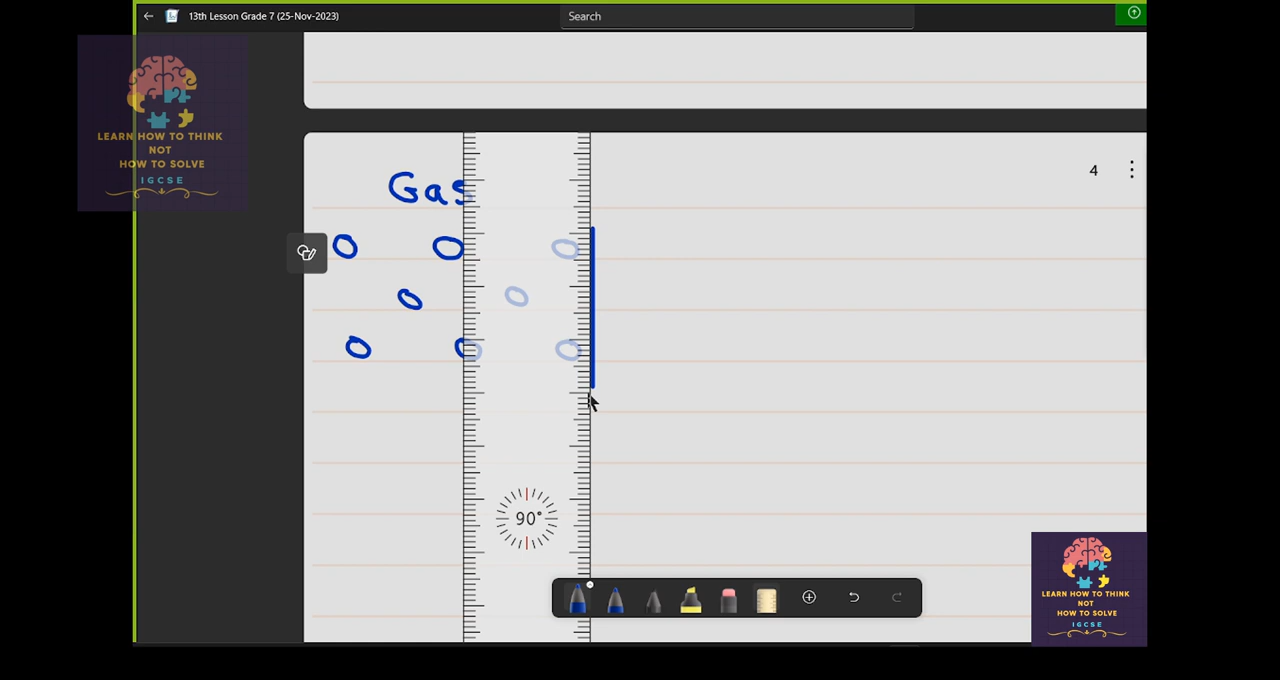 13th Lesson Grade 7 (25-Nov-2023)
Search
LEARN HOW TO THINK
NOT
HOW TO SOLVE
IGCSE
4
Gas
90°
LEARN HOW TO THINK
NOT
HOW TO SOLVE
IGCSE